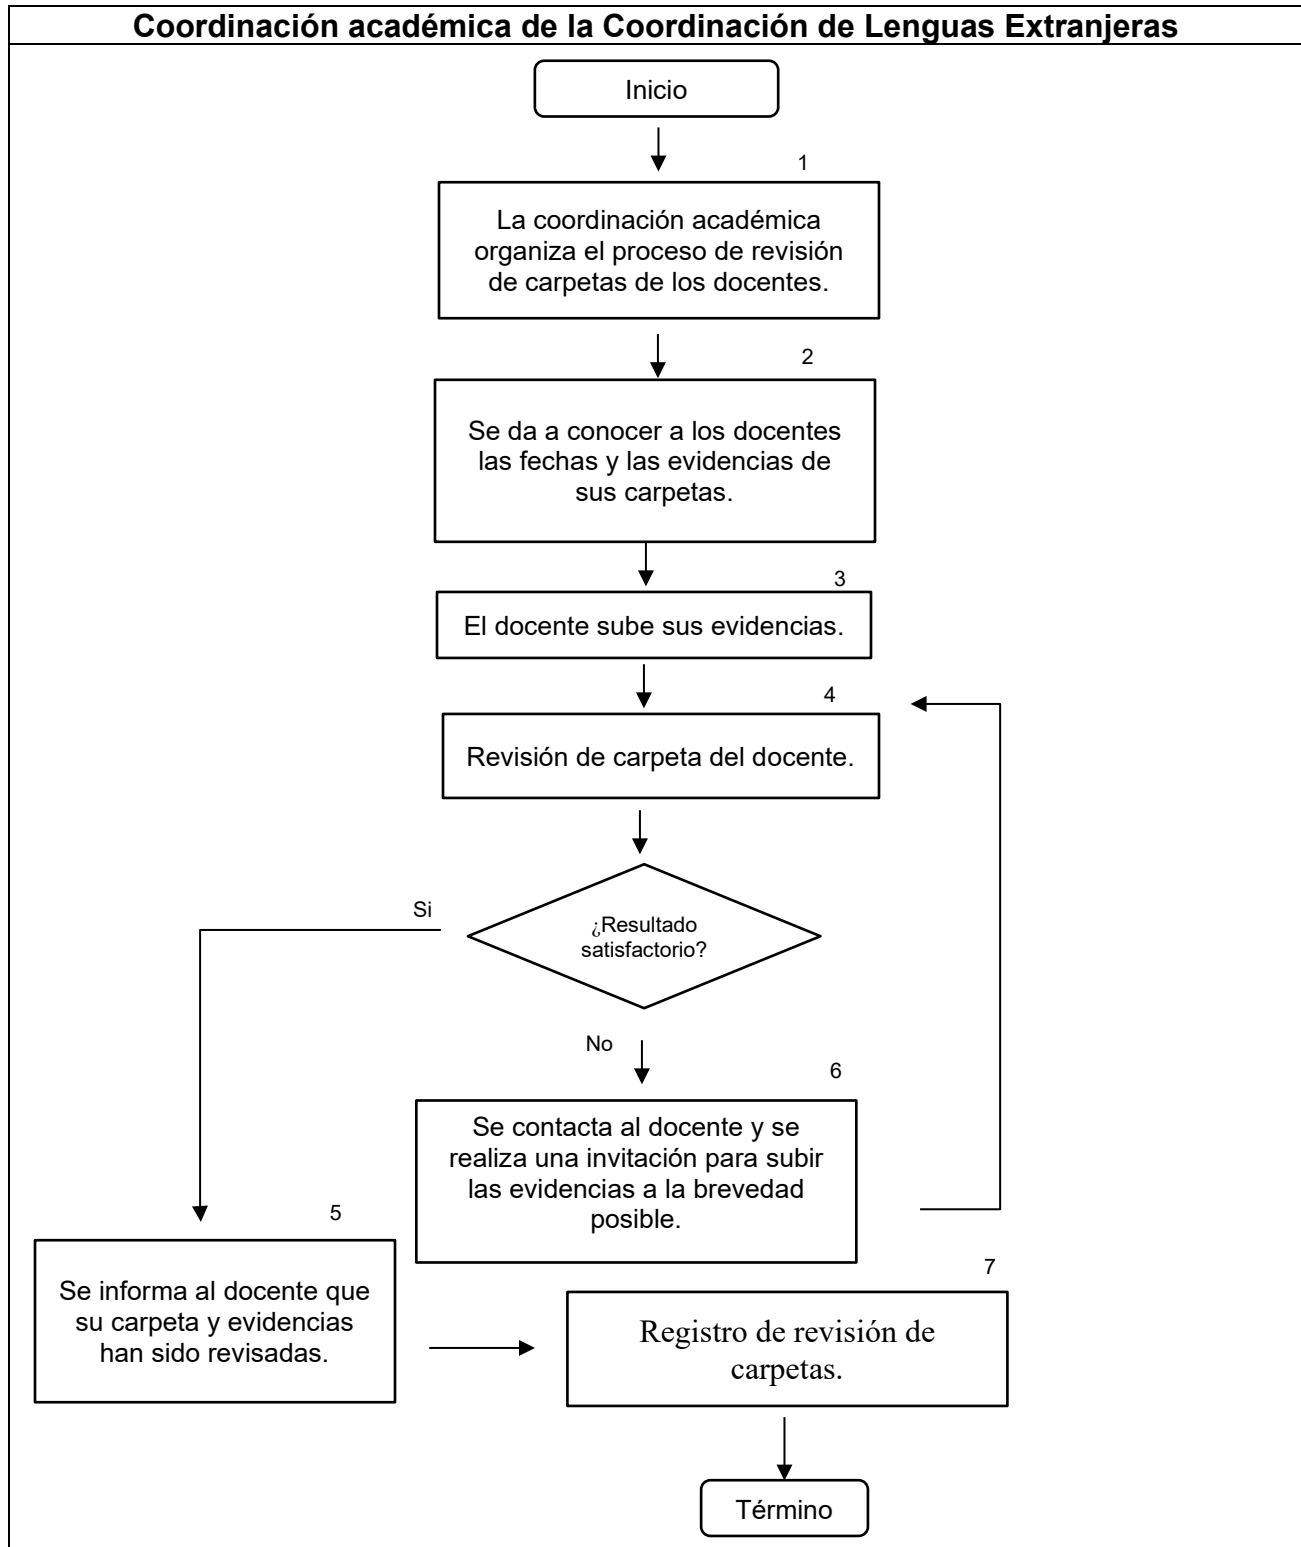 Coordinación académica de la Coordinación de Lenguas Extranjeras
Inicio
1
La coordinación académica
organiza el proceso de revisión
de carpetas de los docentes.
2
Se da a conocer a los docentes
las fechas y las evidencias de
sus carpetas.
3
El docente sube sus evidencias.
4
Revisión de carpeta del docente.
Si
¿Resultado
satisfactorio?
No
6
Se contacta al docente y se
realiza una invitación para subir
las evidencias a la brevedad
posible.
5
Se informa al docente que
su carpeta y evidencias
han sido revisadas.
7
Registro de revisión de
carpetas.
Término